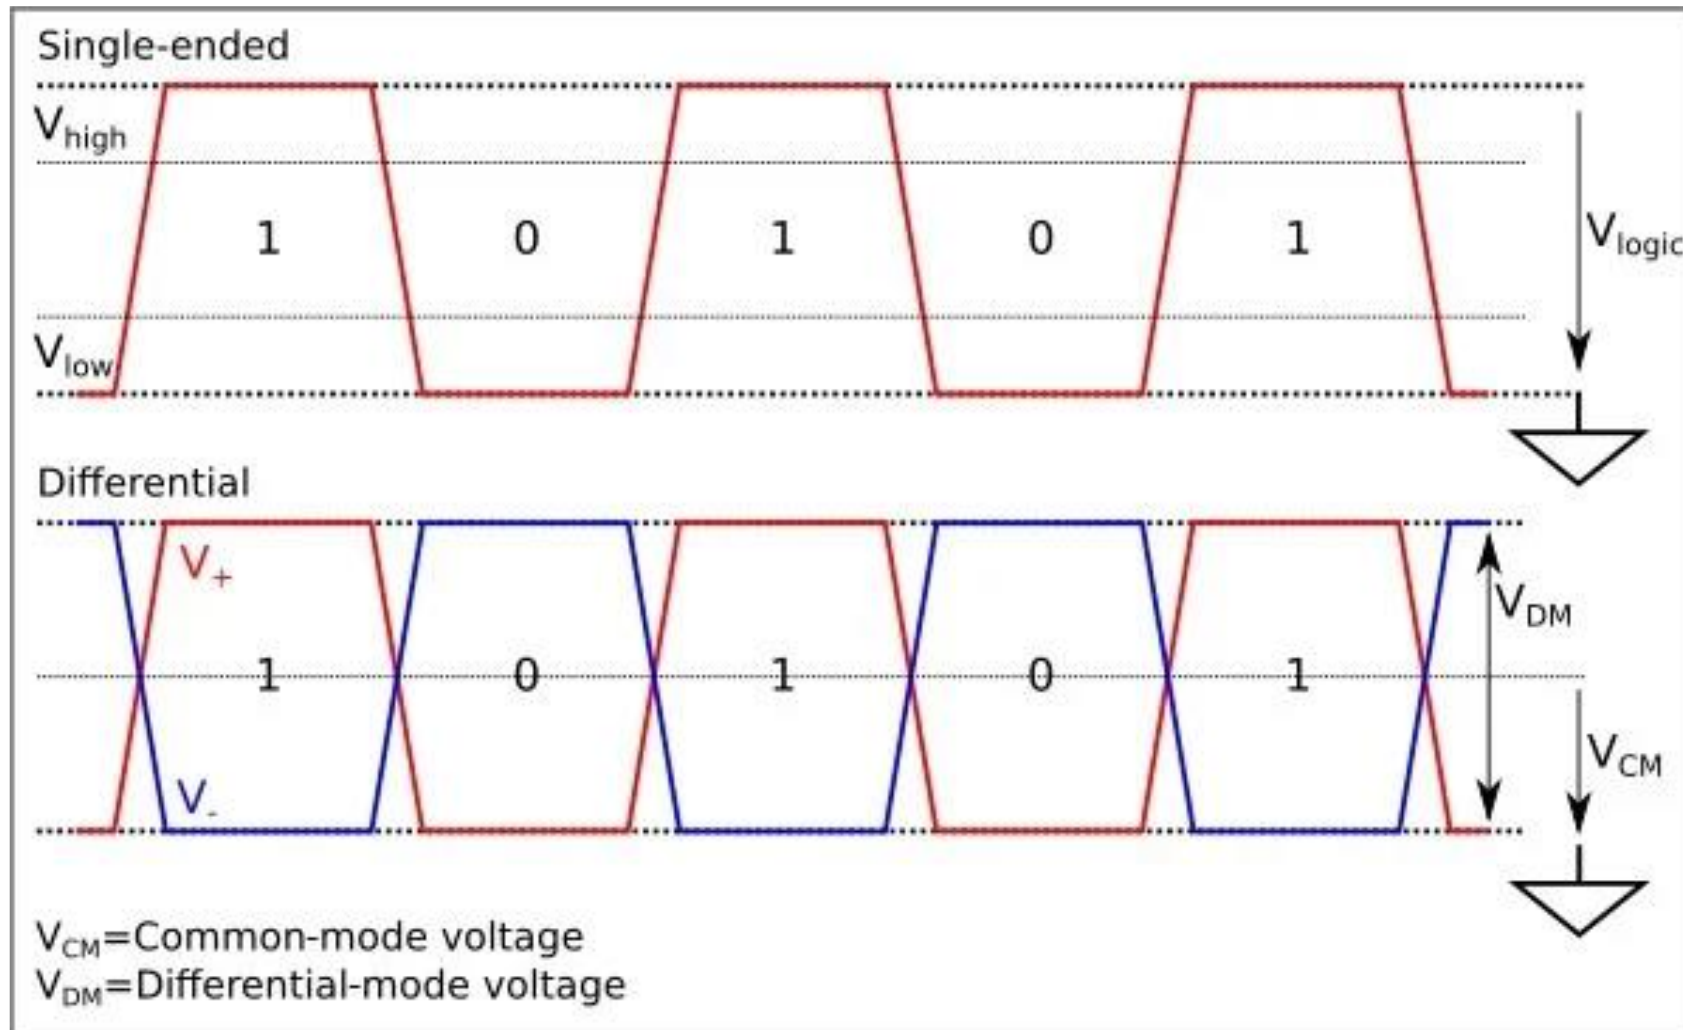 Single-ended
Vhigh
1 0 1 0 1
Vlogic
Vlow
Differential
V+
VDM
1 0 1 0 1
VCM
V-
VCM=Common-mode voltage
VDM=Differential-mode voltage